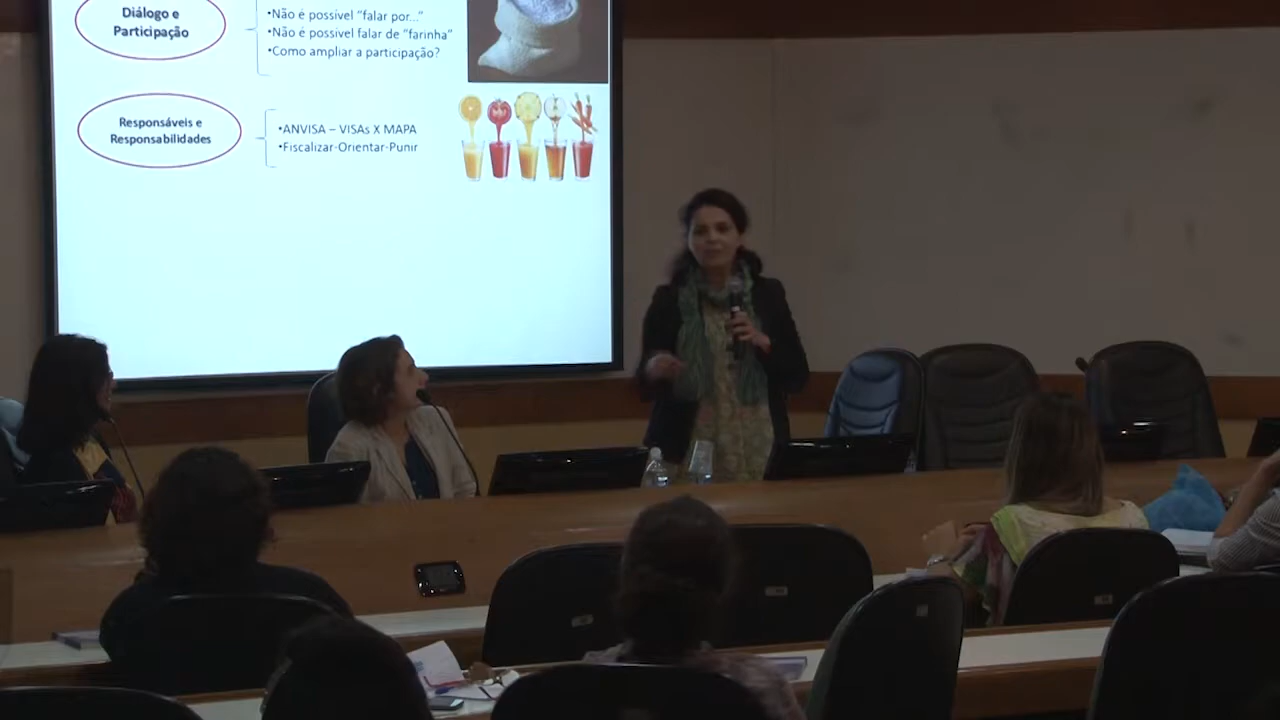 Diálogo e
Participação
•Não é possível “falar por...”
•Não é possível falar de “farinha”
•Como ampliar a participação?
Responsáveis e
Responsabilidades
•ANVISA – VISAs X MAPA
•Fiscalizar-Orientar-Punir